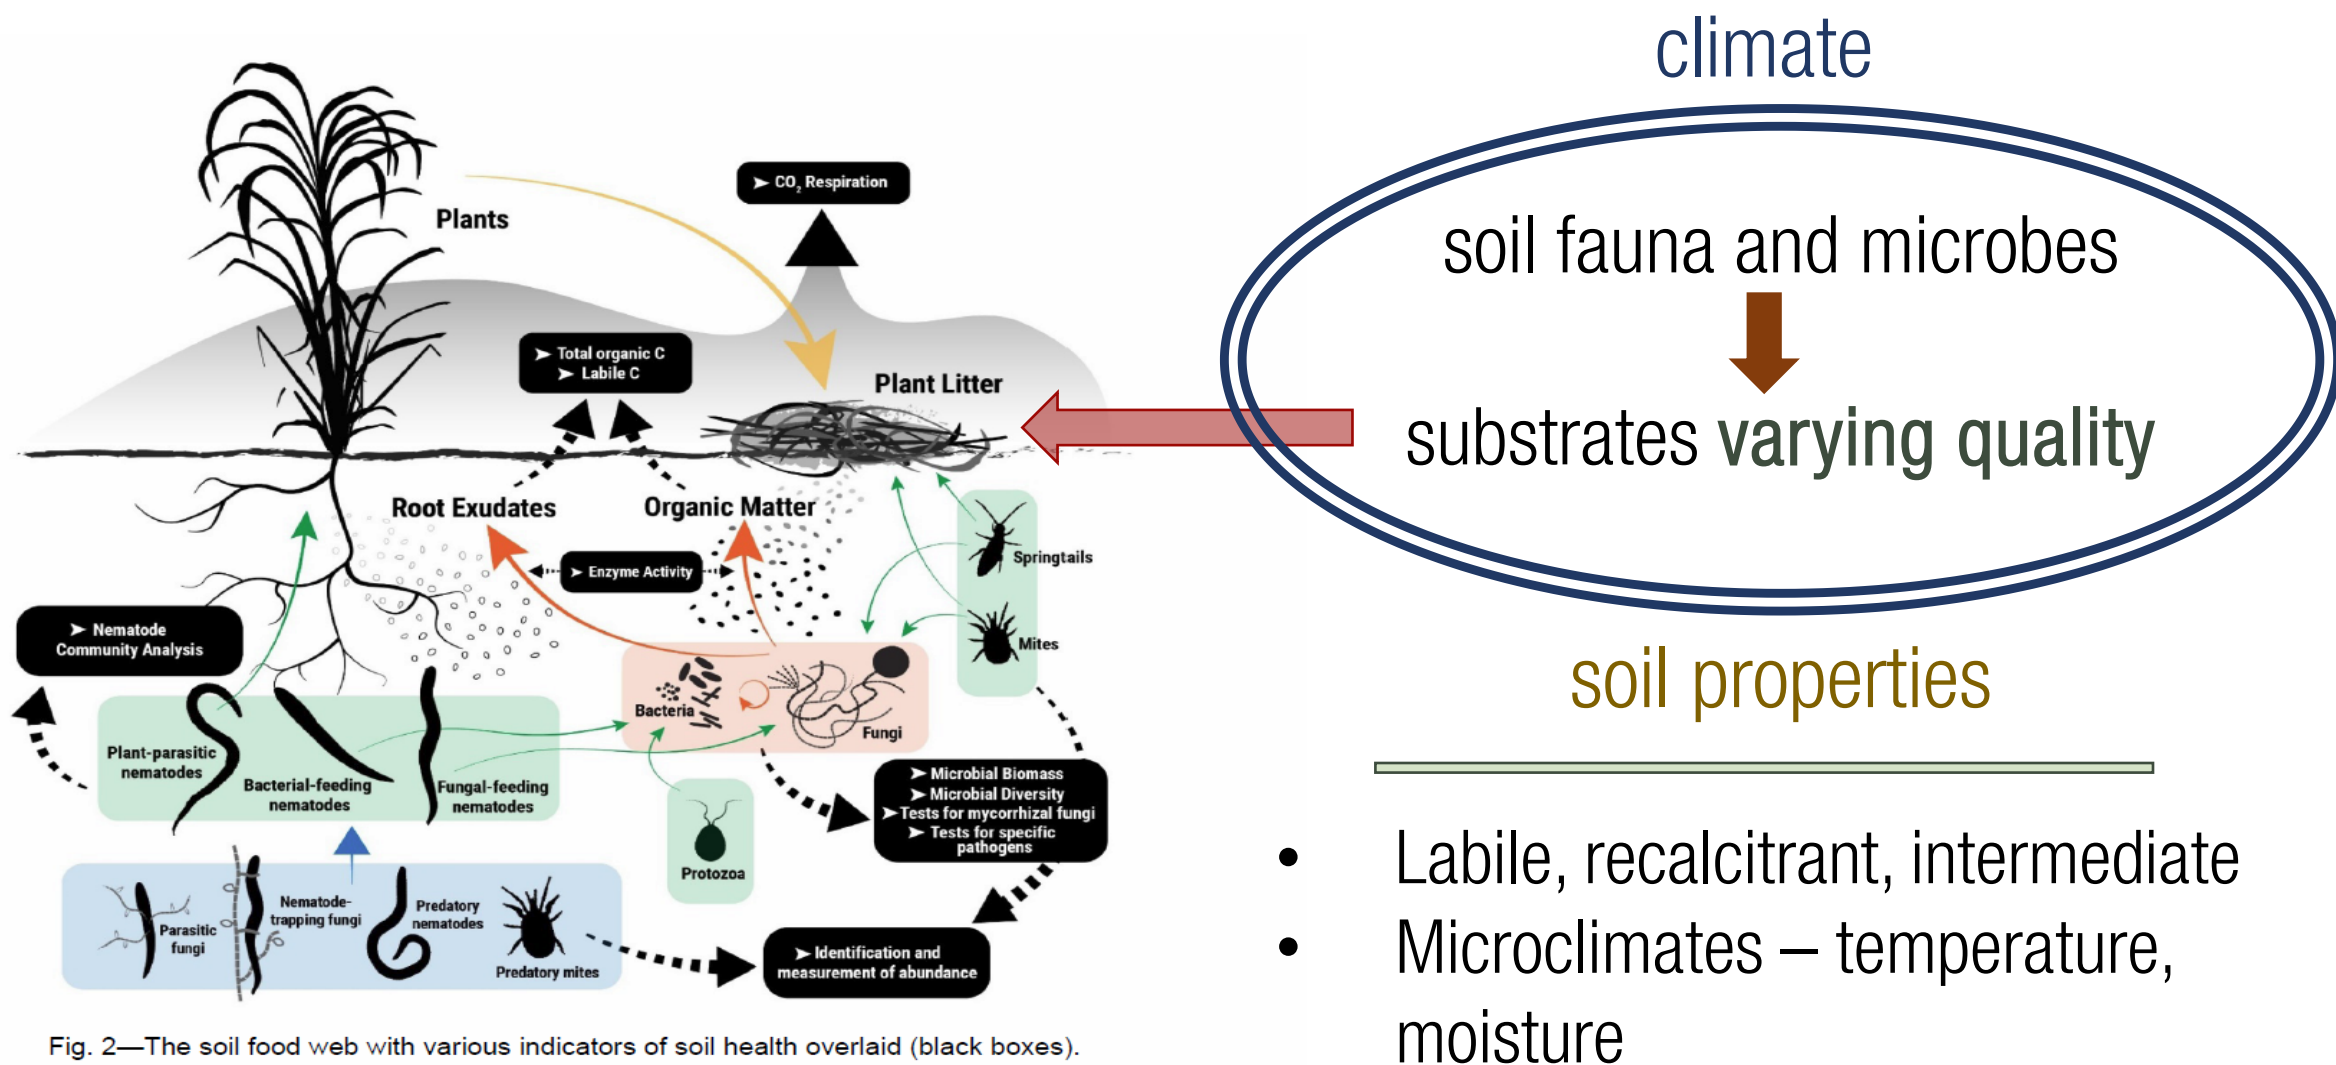 climate
soil fauna and microbes
substrates varying quality
soil properties
• Labile, recalcitrant, intermediate
• Microclimates – temperature,
moisture
➤ CO₂ Respiration
Plants
➤ Total organic C
➤ Labile C
Plant Litter
Root Exudates
Organic Matter
➤ Enzyme Activity
Springtails
Mites
➤ Nematode
Community Analysis
Bacteria
Fungi
Plant-parasitic
nematodes
Bacterial-feeding
nematodes
Fungal-feeding
nematodes
➤ Microbial Biomass
➤ Microbial Diversity
➤ Tests for mycorrhizal fungi
➤ Tests for specific
pathogens
Protozoa
Parasitic
fungi
Nematode-
trapping fungi
Predatory
nematodes
Predatory mites
➤ Identification and
measurement of abundance
Fig. 2—The soil food web with various indicators of soil health overlaid (black boxes).